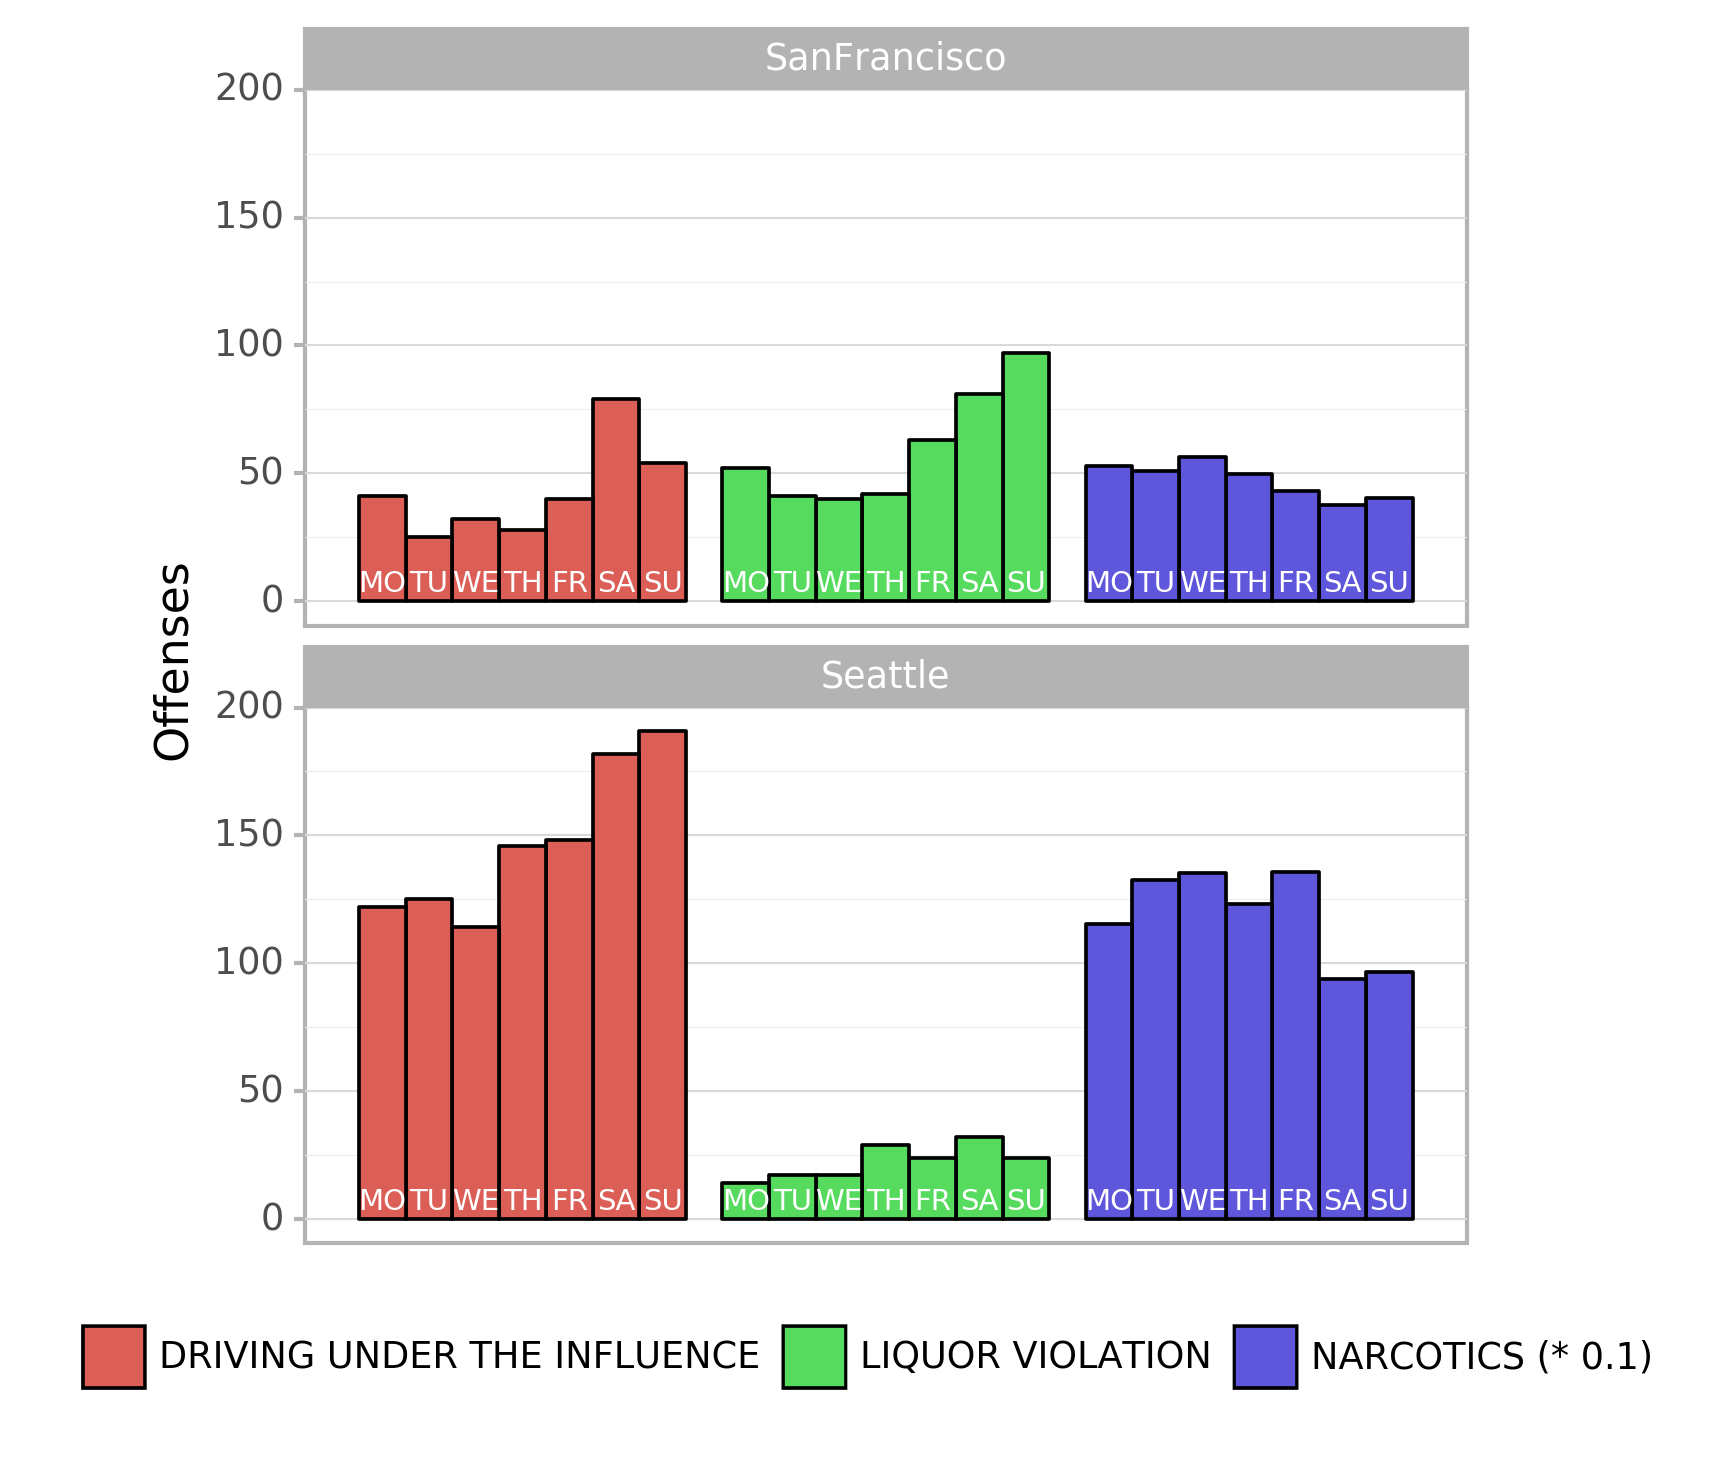 SanFrancisco
200
150
100
50
0
MO TU WE TH FR SA SU MO TU WE TH FR SA SU MO TU WE TH FR SA SU
Offenses
Seattle
200
150
100
50
0
MO TU WE TH FR SA SU MO TU WE TH FR SA SU MO TU WE TH FR SA SU
DRIVING UNDER THE INFLUENCE LIQUOR VIOLATION NARCOTICS (* 0.1)